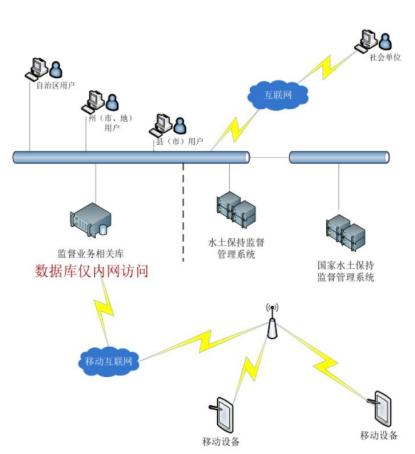 社会单位
自治区用户
互联网
州（市、地）
用户
县（市）用户
监督业务相关库
数据库仅内网访问
水土保持监督
管理系统
国家水土保持
监督管理系统
移动互联网
移动设备
移动设备